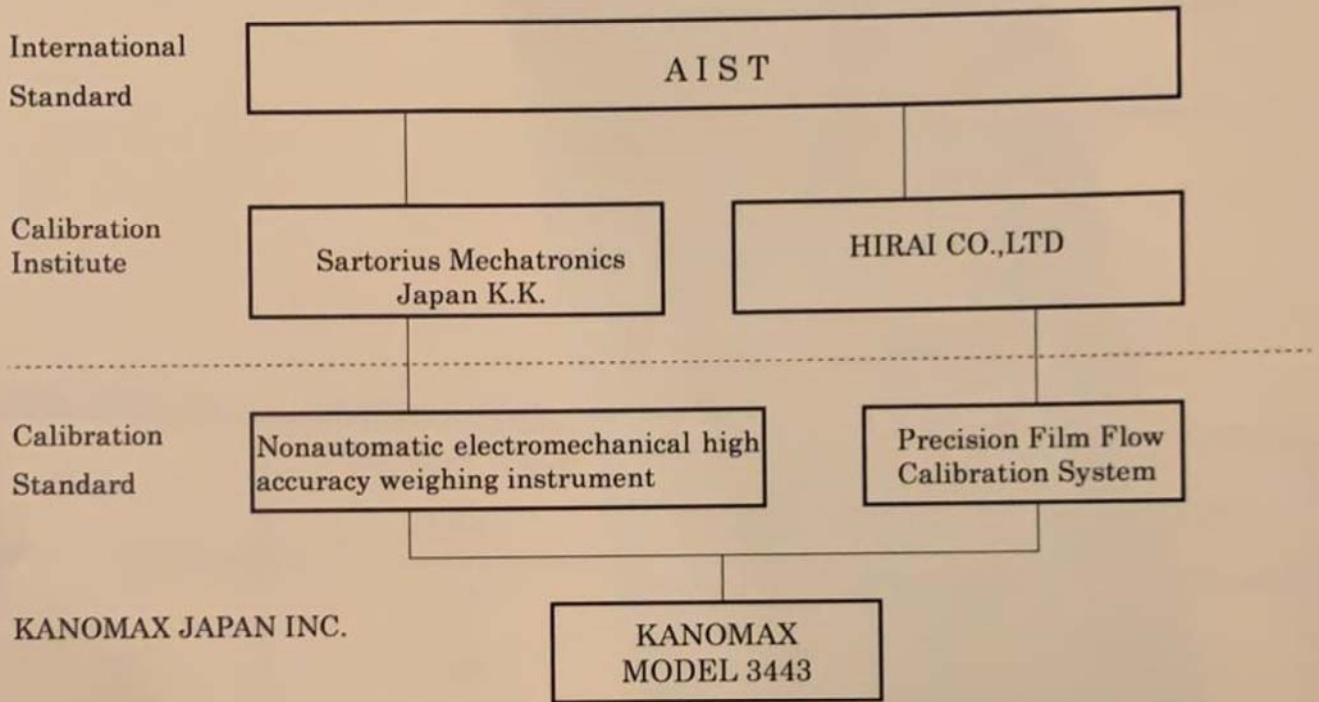 International
Standard
AIST
Calibration
Institute
Sartorius Mechatronics
Japan K.K.
HIRAI CO.,LTD
Calibration
Standard
Nonautomatic electromechanical high
accuracy weighing instrument
Precision Film Flow
Calibration System
KANOMAX JAPAN INC.
KANOMAX
MODEL 3443